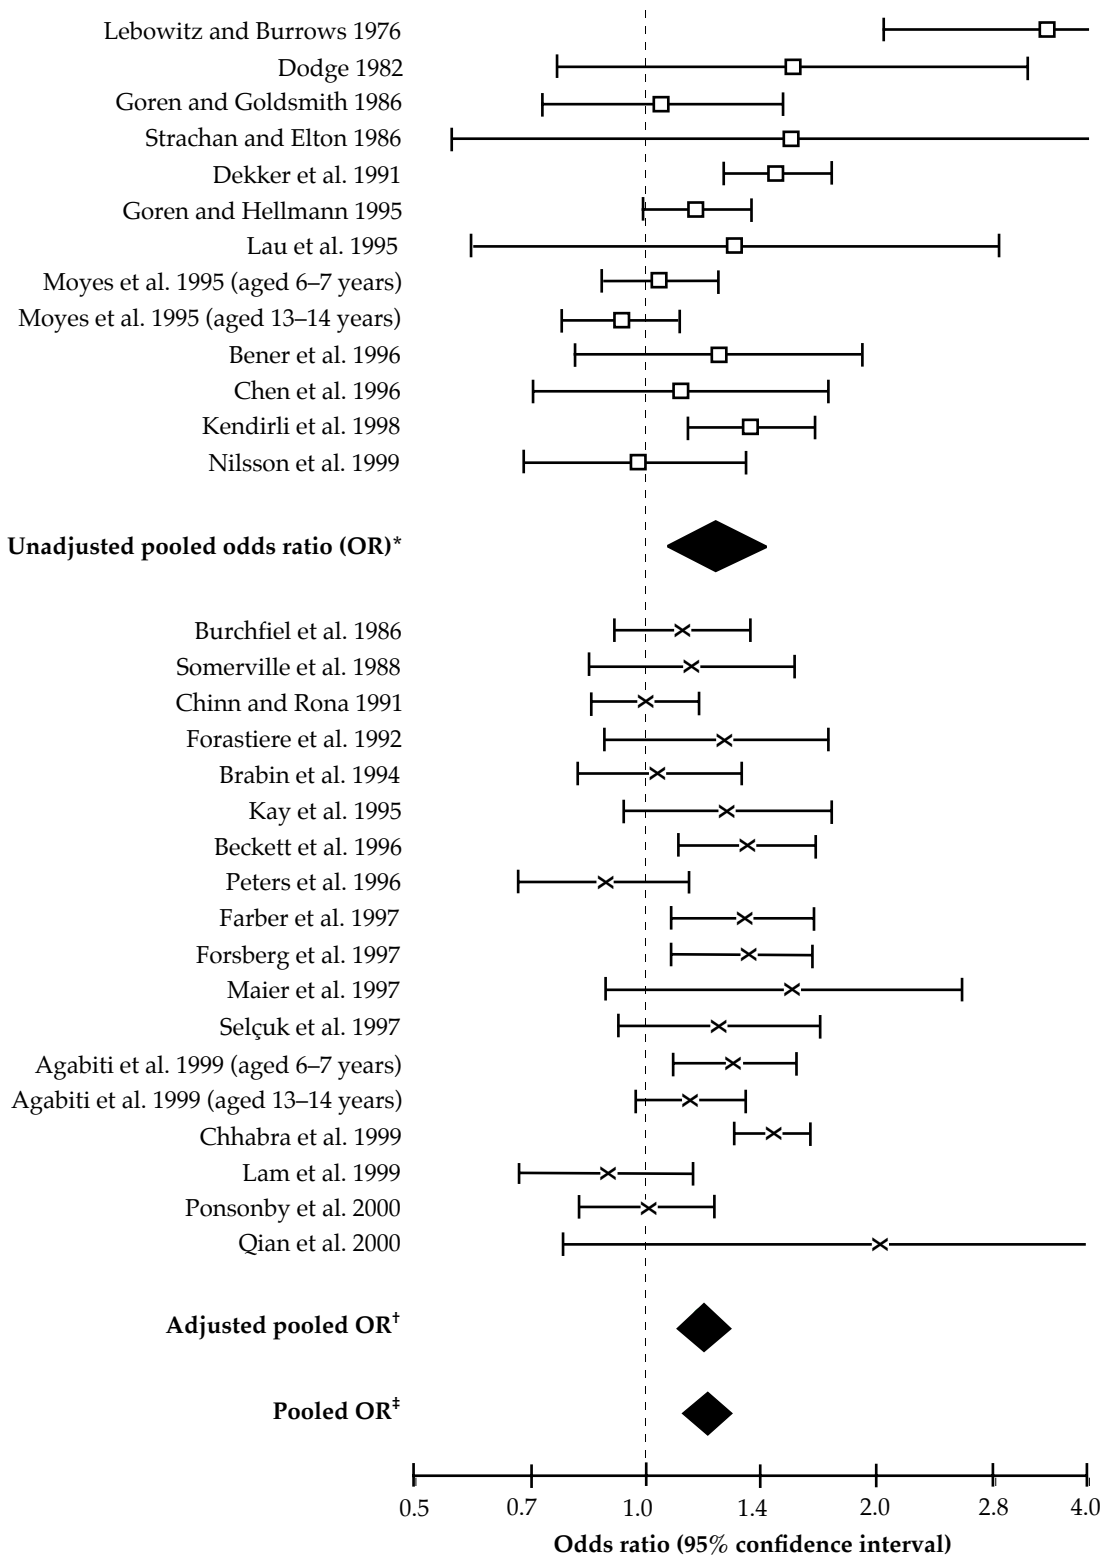 Lebowitz and Burrows 1976
Dodge 1982
Goren and Goldsmith 1986
Strachan and Elton 1986
Dekker et al. 1991
Goren and Hellmann 1995
Lau et al. 1995
Moyes et al. 1995 (aged 6–7 years)
Moyes et al. 1995 (aged 13–14 years)
Bener et al. 1996
Chen et al. 1996
Kendirli et al. 1998
Nilsson et al. 1999
Unadjusted pooled odds ratio (OR)*
Burchfiel et al. 1986
Somerville et al. 1988
Chinn and Rona 1991
Forastiere et al. 1992
Brabin et al. 1994
Kay et al. 1995
Beckett et al. 1996
Peters et al. 1996
Farber et al. 1997
Forsberg et al. 1997
Maier et al. 1997
Selçuk et al. 1997
Agabiti et al. 1999 (aged 6–7 years)
Agabiti et al. 1999 (aged 13–14 years)
Chhabra et al. 1999
Lam et al. 1999
Ponsonby et al. 2000
Qian et al. 2000
Adjusted pooled OR†
Pooled OR‡
0.5 0.7 1.0 1.4 2.0 2.8 4.0
Odds ratio (95% confidence interval)